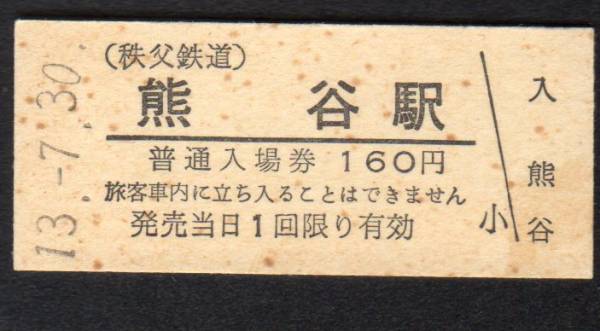 13.-7.30.
(秩父鉄道)
熊谷駅
普通入場券 160円
旅客車内に立ち入ることはできません
発売当日1回限り有効
小
入
熊
谷